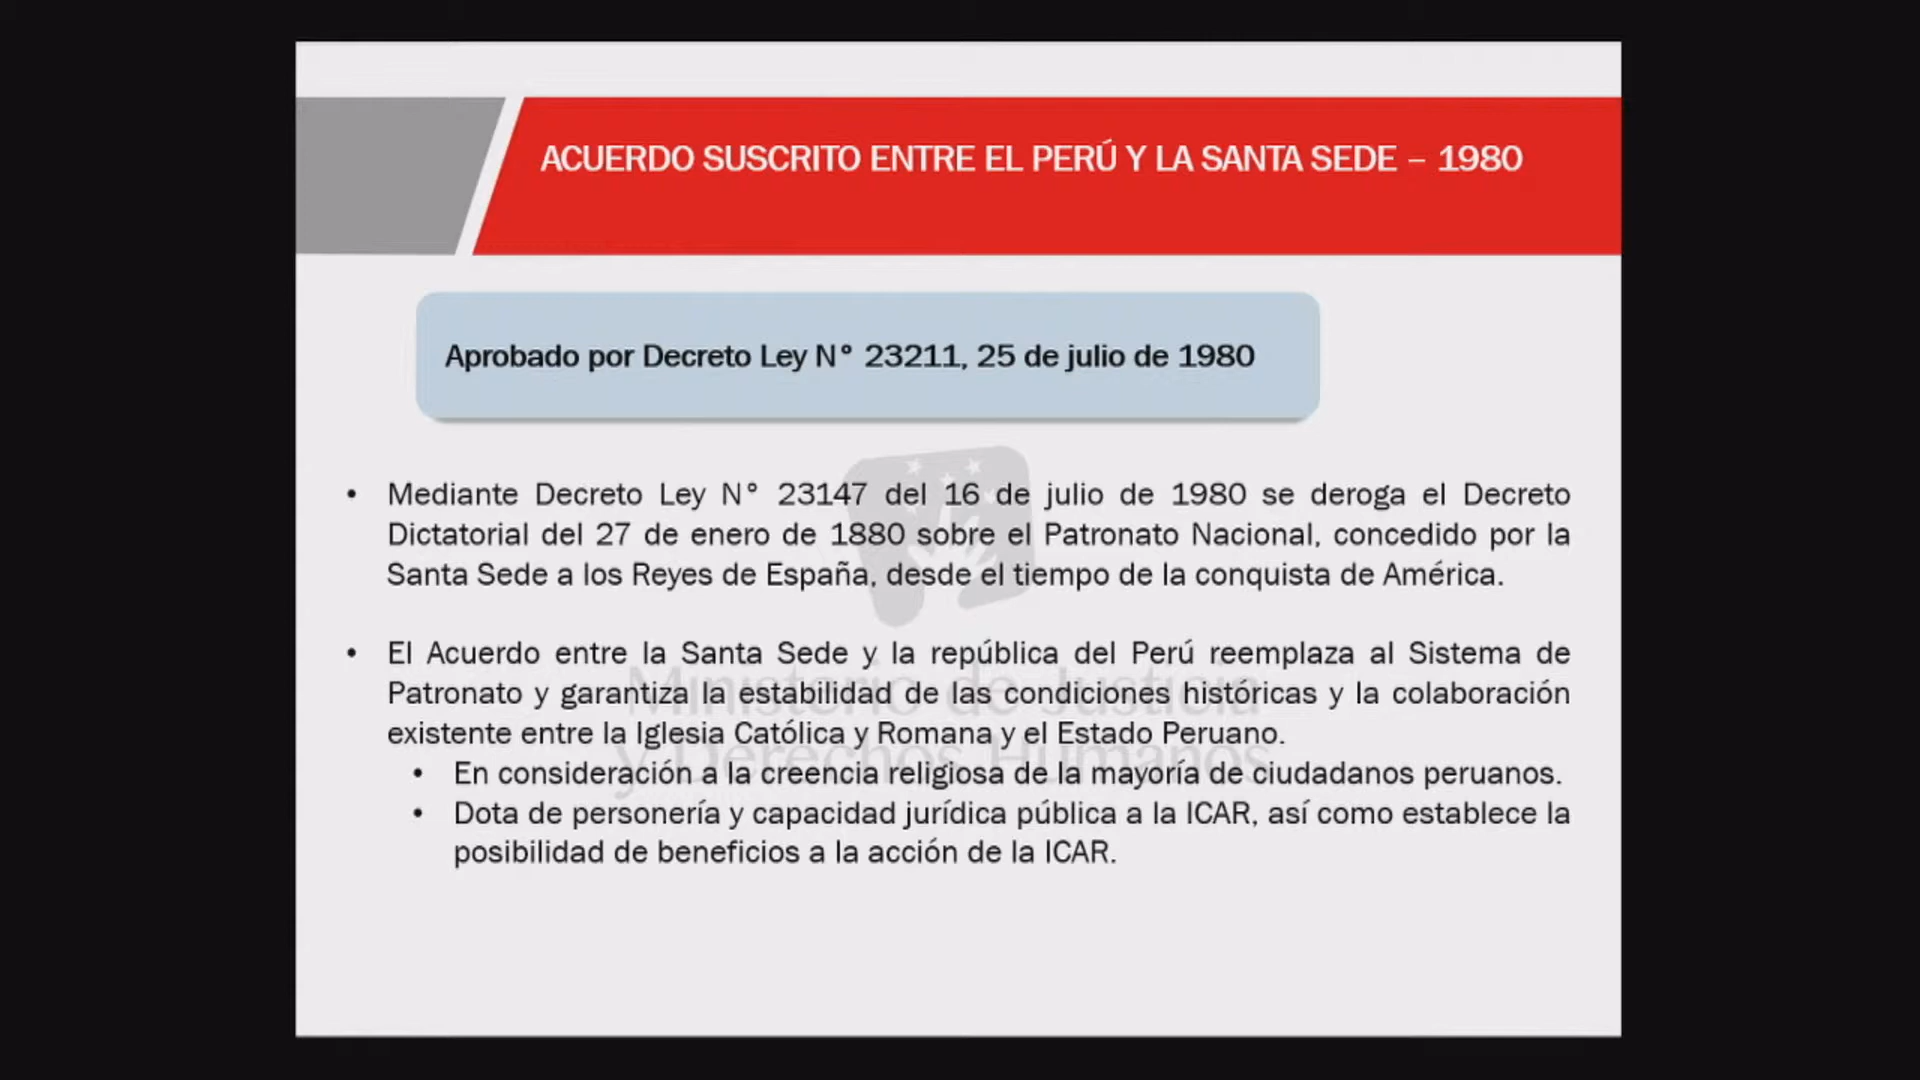 ACUERDO SUSCRITO ENTRE EL PERÚ Y LA SANTA SEDE – 1980
Aprobado por Decreto Ley N° 23211, 25 de julio de 1980
• Mediante Decreto Ley N° 23147 del 16 de julio de 1980 se deroga el Decreto
Dictatorial del 27 de enero de 1880 sobre el Patronato Nacional, concedido por la
Santa Sede a los Reyes de España, desde el tiempo de la conquista de América.
• El Acuerdo entre la Santa Sede y la república del Perú reemplaza al Sistema de
Patronato y garantiza la estabilidad de las condiciones históricas y la colaboración
existente entre la Iglesia Católica y Romana y el Estado Peruano.
• En consideración a la creencia religiosa de la mayoría de ciudadanos peruanos.
• Dota de personería y capacidad jurídica pública a la ICAR, así como establece la
posibilidad de beneficios a la acción de la ICAR.
Ministerio de Justicia
y Derechos Humanos